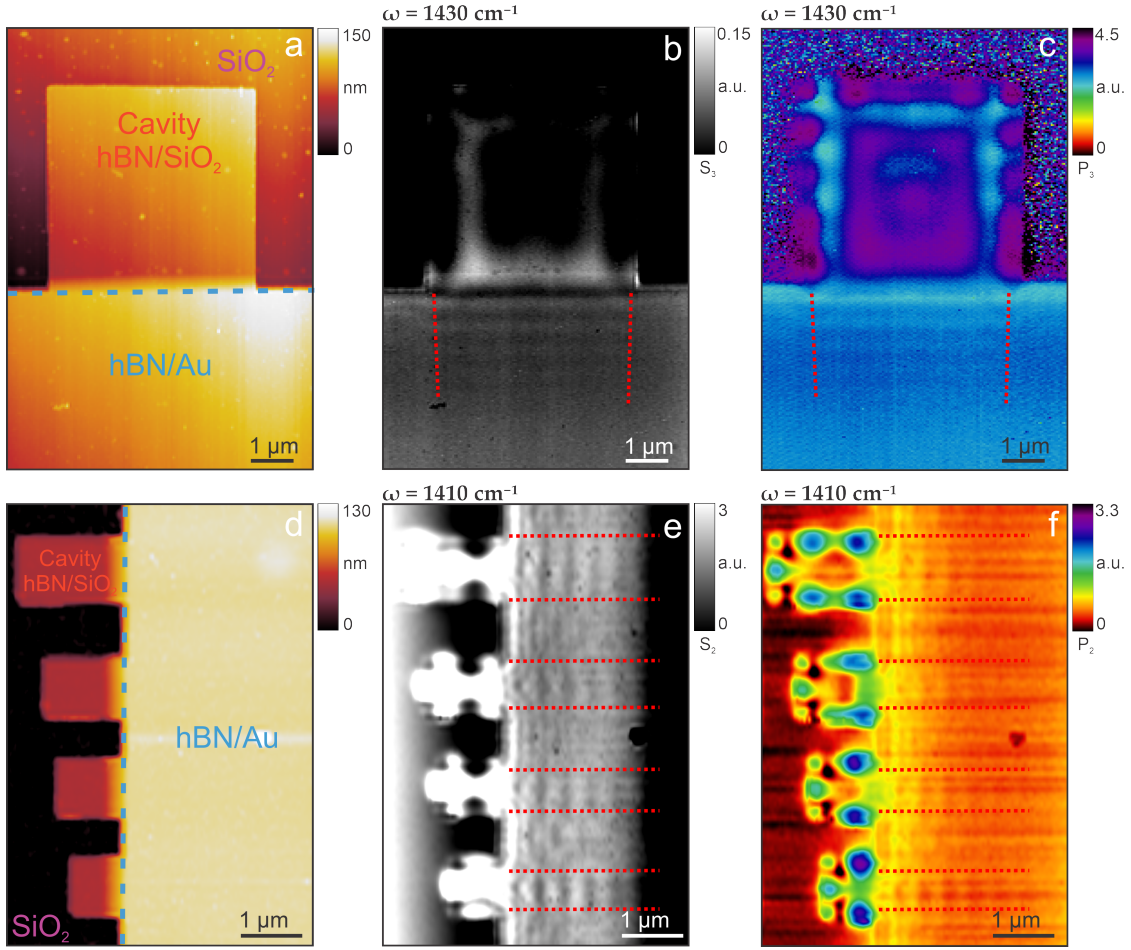 ω = 1430 cm⁻¹
ω = 1430 cm⁻¹
a
SiO₂
Cavity
hBN/SiO₂
hBN/Au
1 µm
150
nm
0
b
1 µm
0.15
a.u.
0
S₃
c
1 µm
4.5
a.u.
0
P₃
ω = 1410 cm⁻¹
ω = 1410 cm⁻¹
d
Cavity
hBN/SiO
hBN/Au
SiO₂
1 µm
130
nm
0
e
1 µm
3
a.u.
0
S₂
f
1 µm
3.3
a.u.
0
P₂